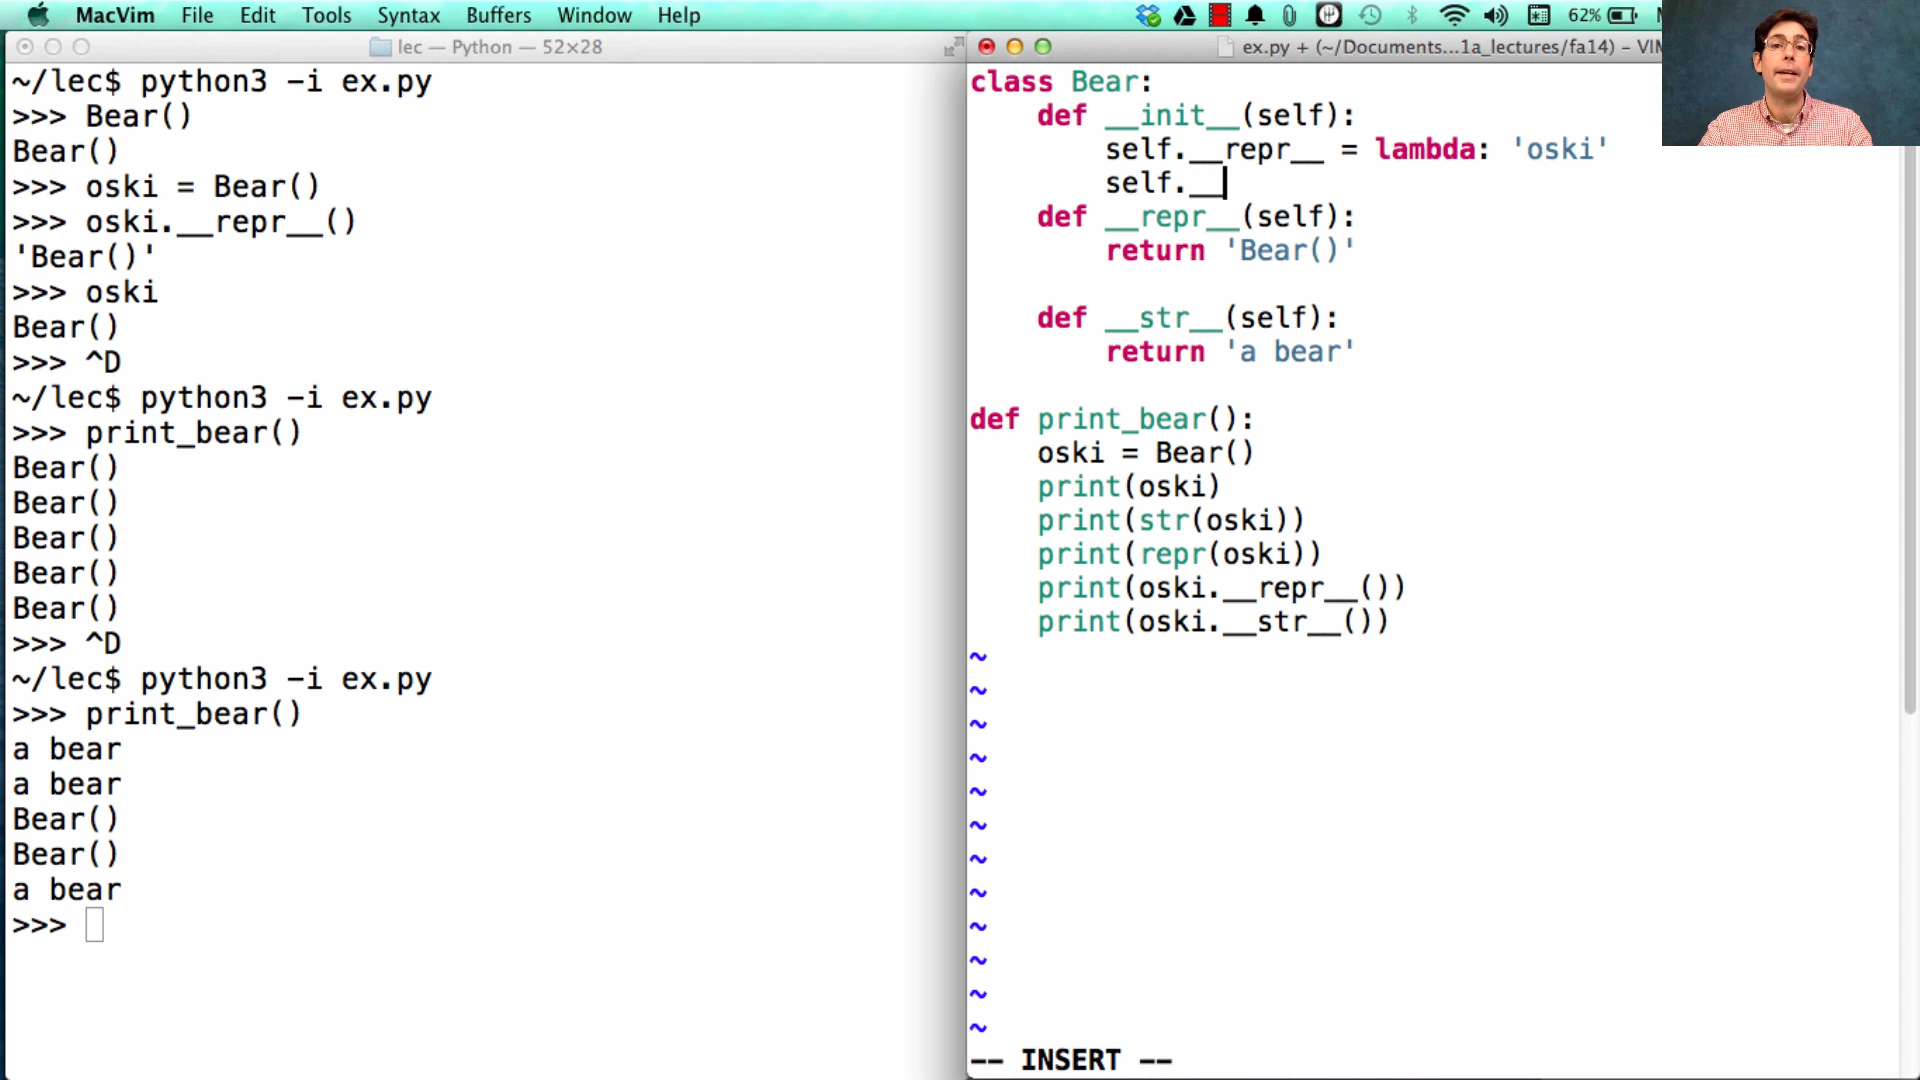 MacVim File Edit Tools Syntax Buffers Window Help 62%
lec — Python — 52×28
~/lec$ python3 -i ex.py
>>> Bear()
Bear()
>>> oski = Bear()
>>> oski.__repr__()
'Bear()'
>>> oski
Bear()
>>> ^D
~/lec$ python3 -i ex.py
>>> print_bear()
Bear()
Bear()
Bear()
Bear()
Bear()
>>> ^D
~/lec$ python3 -i ex.py
>>> print_bear()
a bear
a bear
Bear()
Bear()
a bear
>>>
ex.py + (~/Documents...1a_lectures/fa14) – VIM
class Bear:
    def __init__(self):
        self.__repr__ = lambda: 'oski'
        self.__
    def __repr__(self):
        return 'Bear()'
    def __str__(self):
        return 'a bear'
def print_bear():
    oski = Bear()
    print(oski)
    print(str(oski))
    print(repr(oski))
    print(oski.__repr__())
    print(oski.__str__())
~
~
~
~
~
~
~
~
~
~
~
~
-- INSERT --